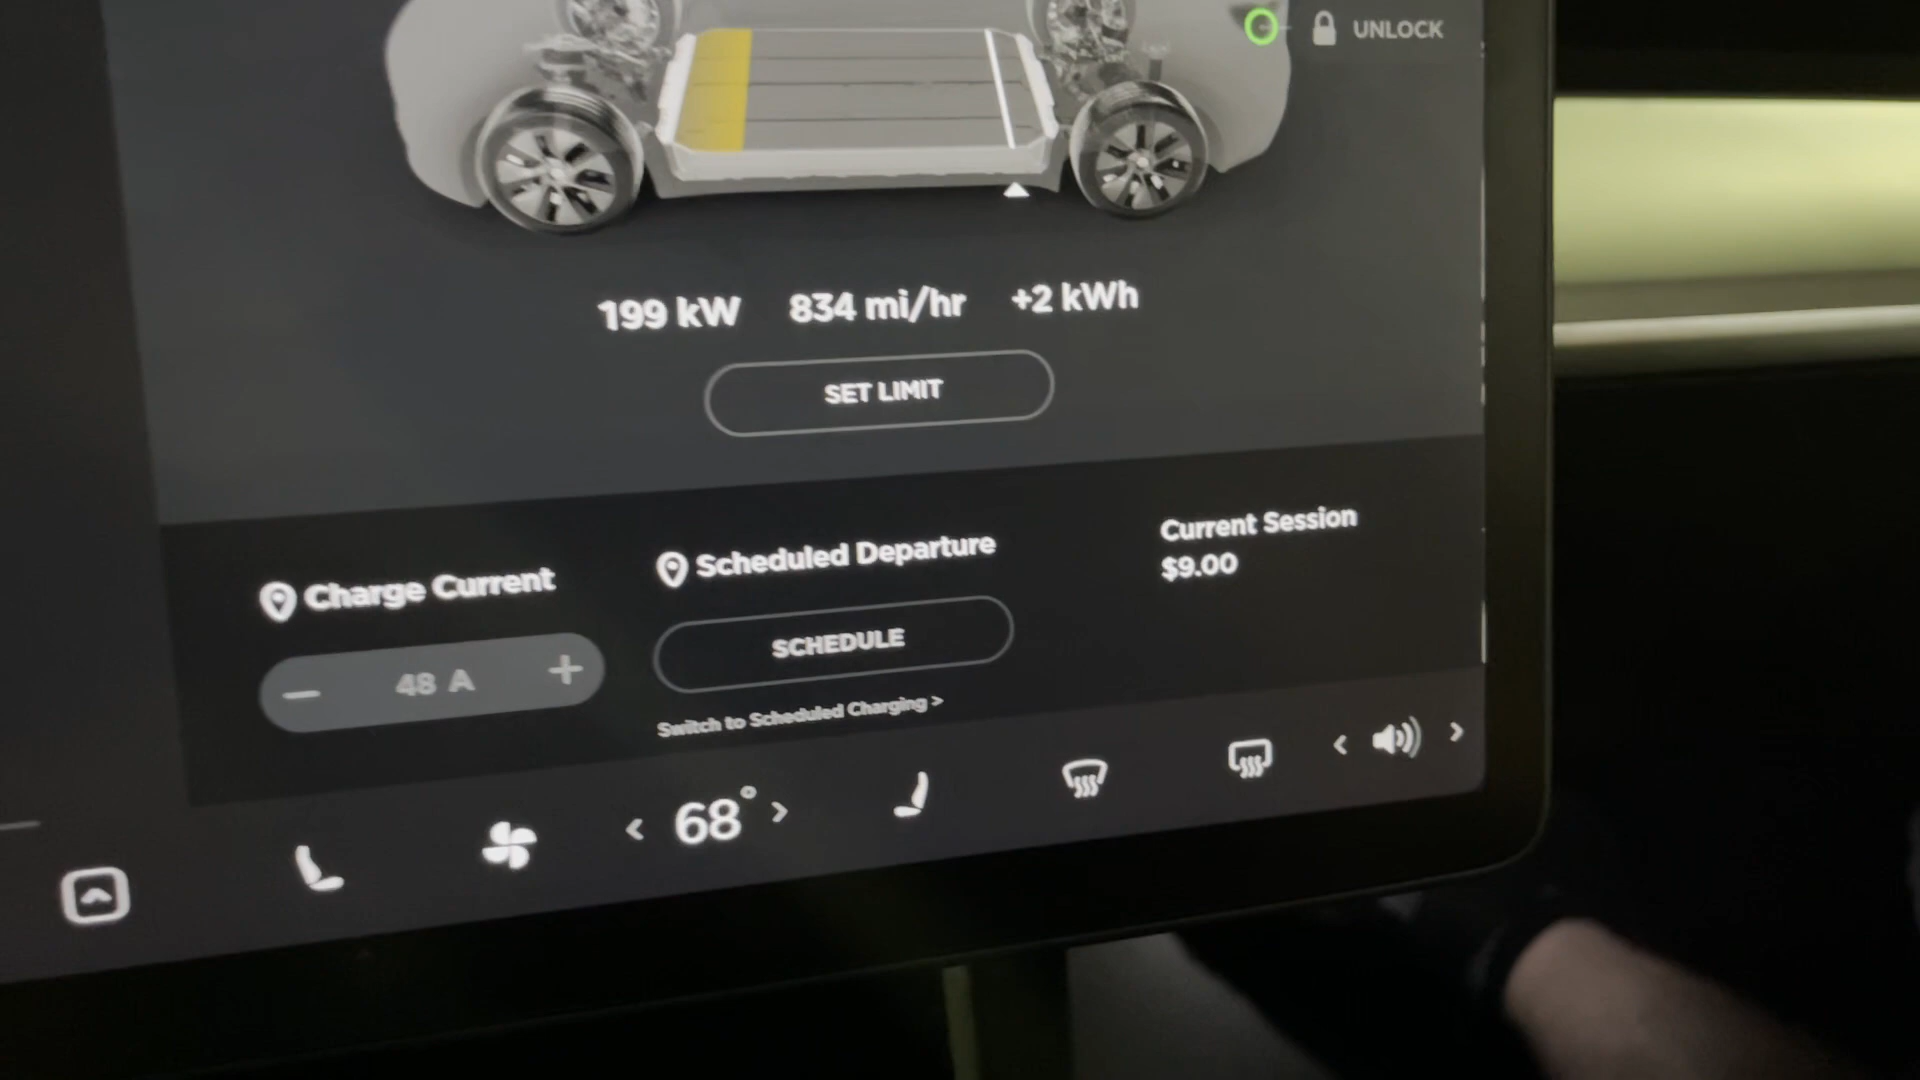 UNLOCK
199 kW 834 mi/hr +2 kWh
SET LIMIT
Charge Current
48 A
Scheduled Departure
SCHEDULE
Switch to Scheduled Charging >
Current Session
$9.00
< 68° >
< >